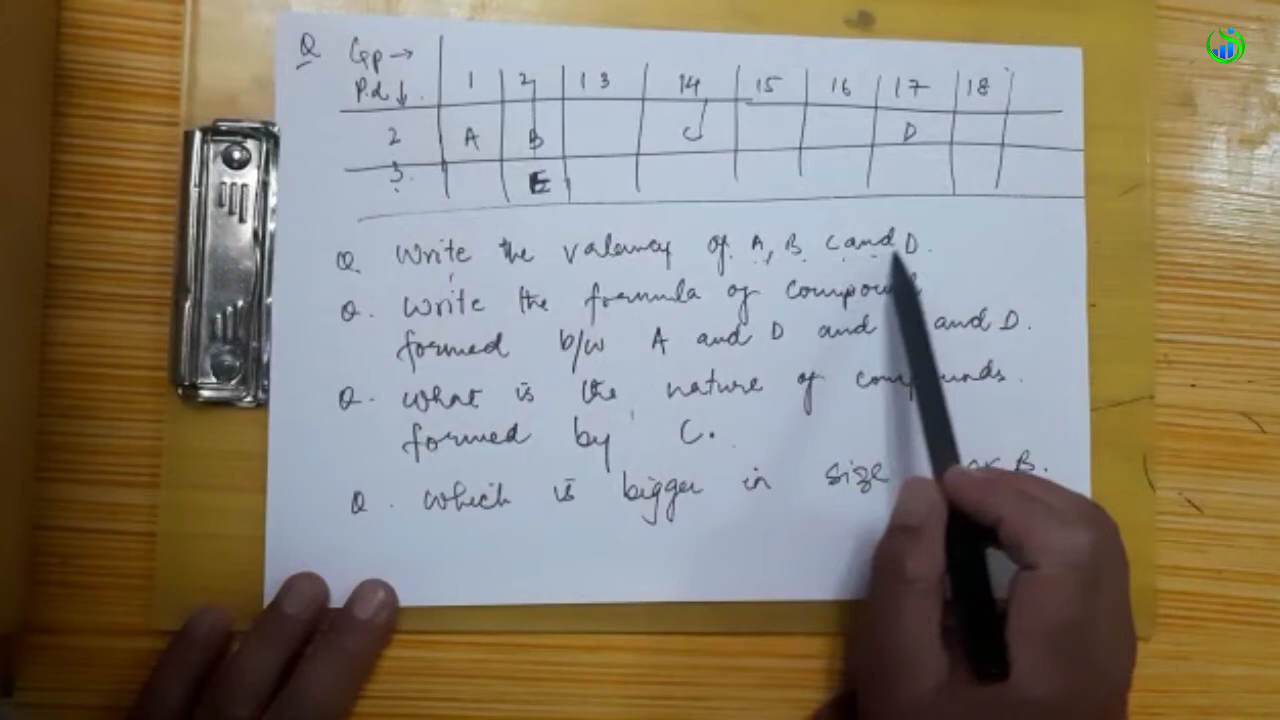 Q Gp →
P.d ↓ 1 2 13 14 15 16 17 18
2 A B C D
3. E
Q. Write the valency of A, B C and D.
Q. Write the formula of compound
formed b/w A and D and and D.
Q. What is the nature of compounds.
formed by C.
Q. Which is bigger in size or B.